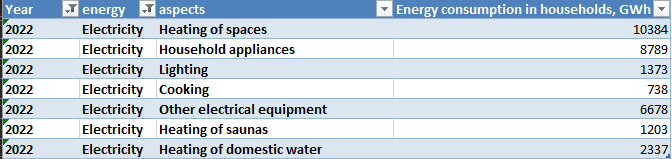 Year energy aspects Energy consumption in households, GWh
2022 Electricity Heating of spaces 10384
2022 Electricity Household appliances 8789
2022 Electricity Lighting 1373
2022 Electricity Cooking 738
2022 Electricity Other electrical equipment 6678
2022 Electricity Heating of saunas 1203
2022 Electricity Heating of domestic water 2337